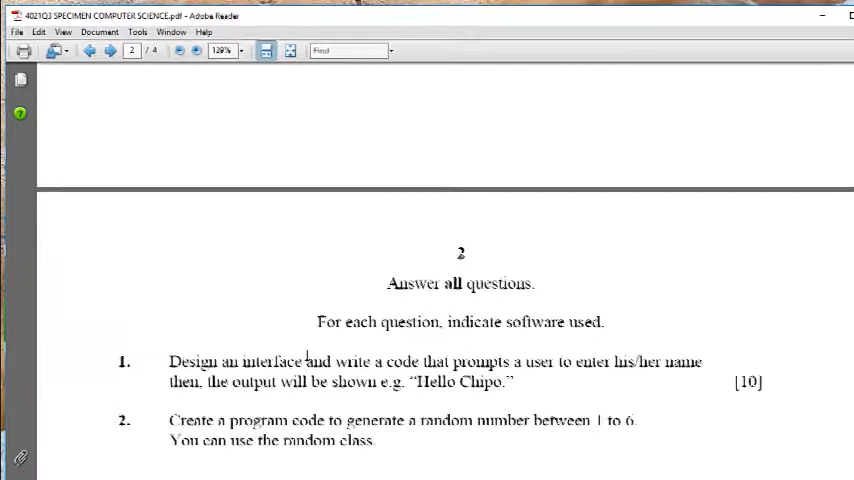 4021Q3 SPECIMEN COMPUTER SCIENCE.pdf - Adobe Reader
File Edit View Document Tools Window Help
2 / 4 139% Find
2
Answer all questions.
For each question, indicate software used.
1. Design an interface and write a code that prompts a user to enter his/her name
then, the output will be shown e.g. “Hello Chipo.” [10]
2. Create a program code to generate a random number between 1 to 6.
You can use the random class.